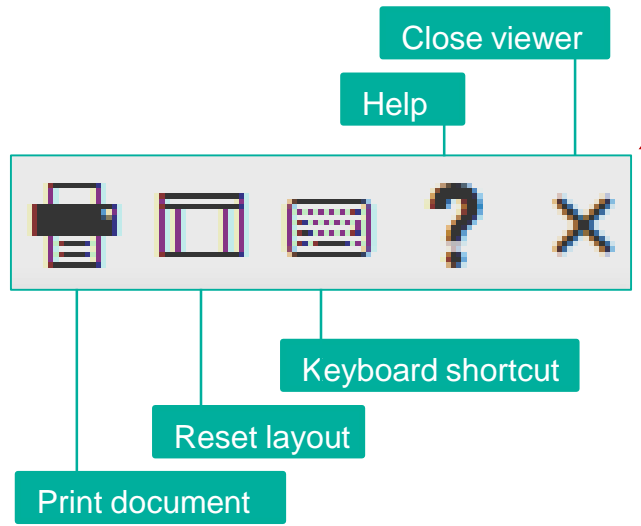 Close viewer
Help
Keyboard shortcut
Reset layout
Print document